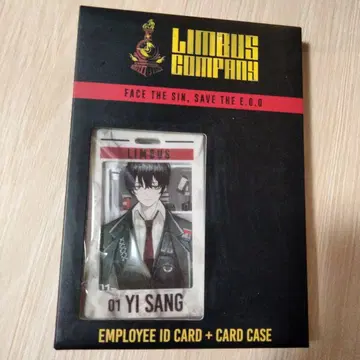 LIMBUS
COMPANY
FACE THE SIN, SAVE THE E.G.O
LIMBUS
01 YI SANG
EMPLOYEE ID CARD + CARD CASE